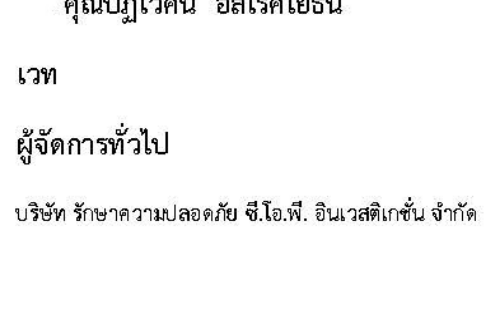 เวท
ผู้จัดการทั่วไป
บริษัท รักษาความปลอดภัย ซี.โอ.พี. อินเวสติเกชั่น จำกัด